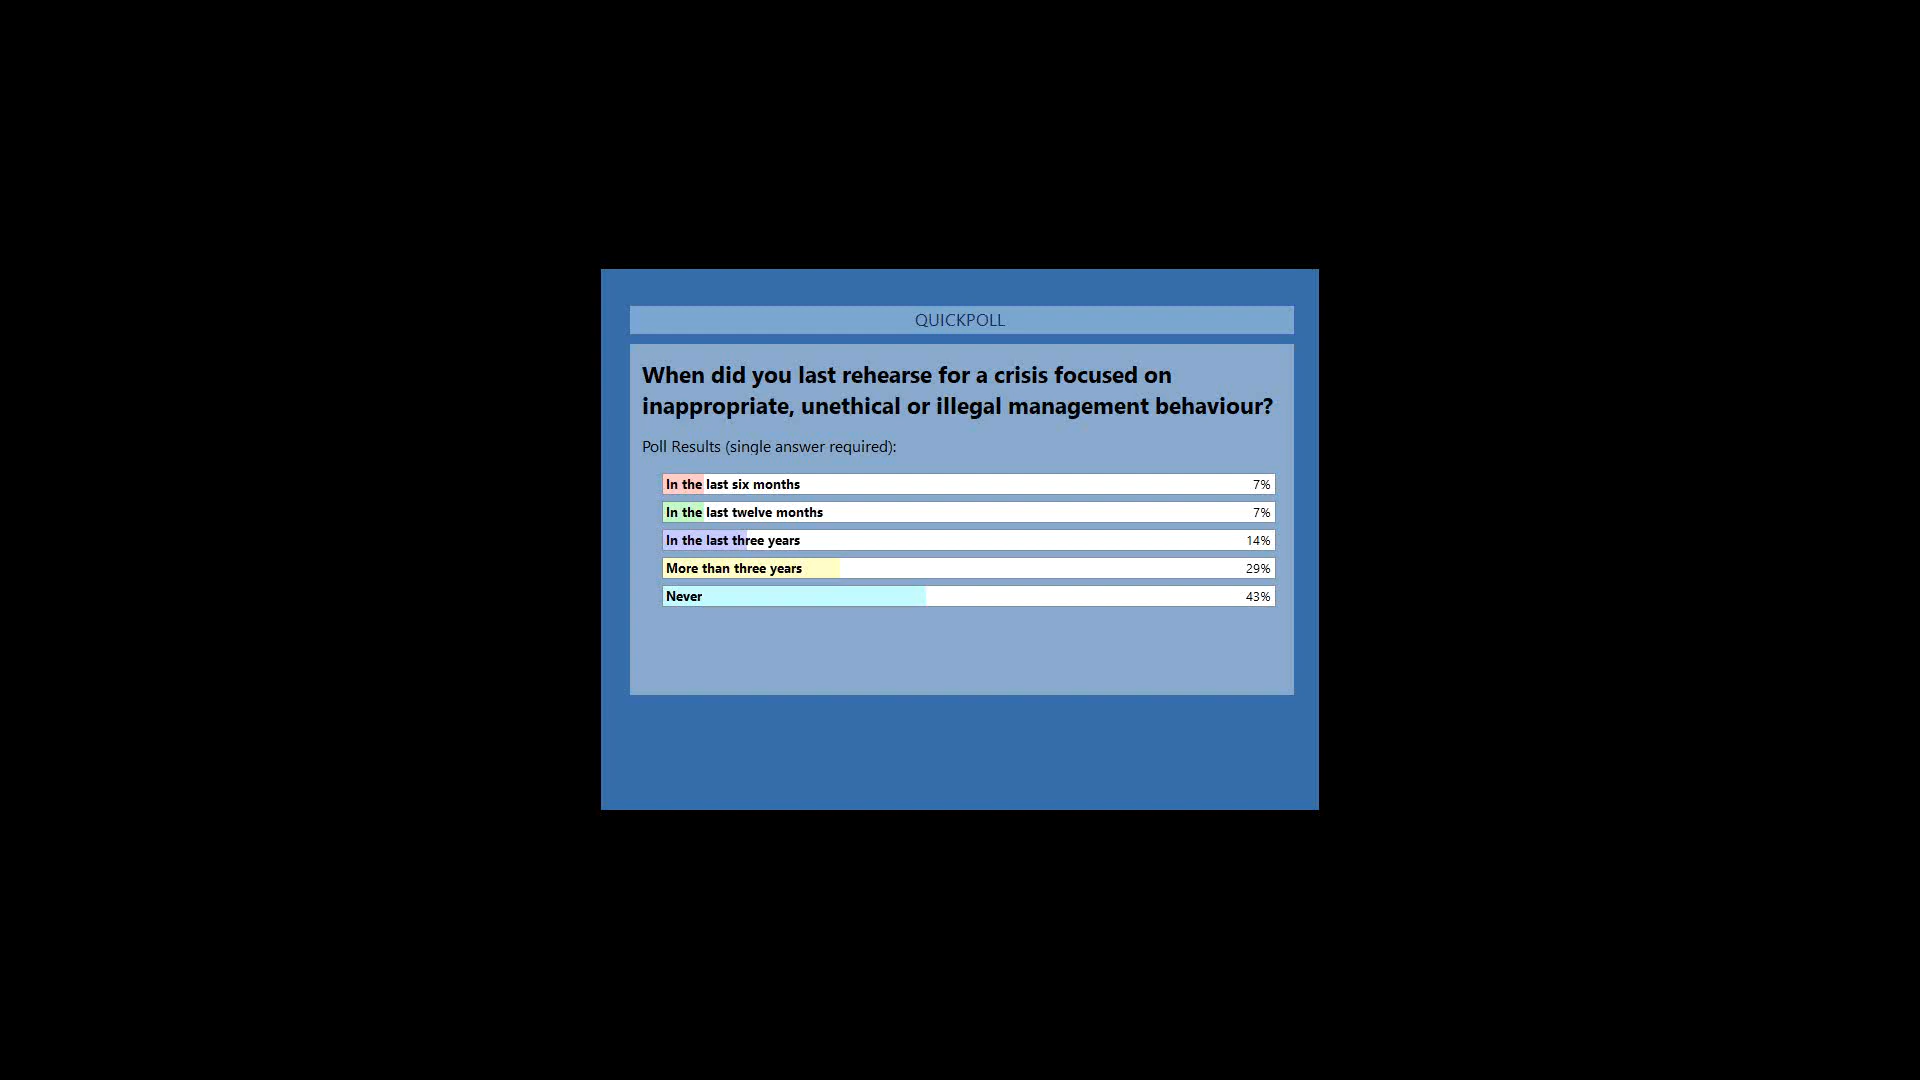 QUICKPOLL
When did you last rehearse for a crisis focused on
inappropriate, unethical or illegal management behaviour?
Poll Results (single answer required):
In the last six months 7%
In the last twelve months 7%
In the last three years 14%
More than three years 29%
Never 43%